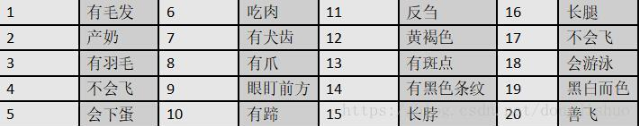 1 有毛发 6 吃肉 11 反刍 16 长腿
2 产奶 7 有犬齿 12 黄褐色 17 不会飞
3 有羽毛 8 有爪 13 有斑点 18 会游泳
4 不会飞 9 眼盯前方 14 有黑色条纹 19 黑白而色
5 会下蛋 10 有蹄 15 长脖 20 善飞